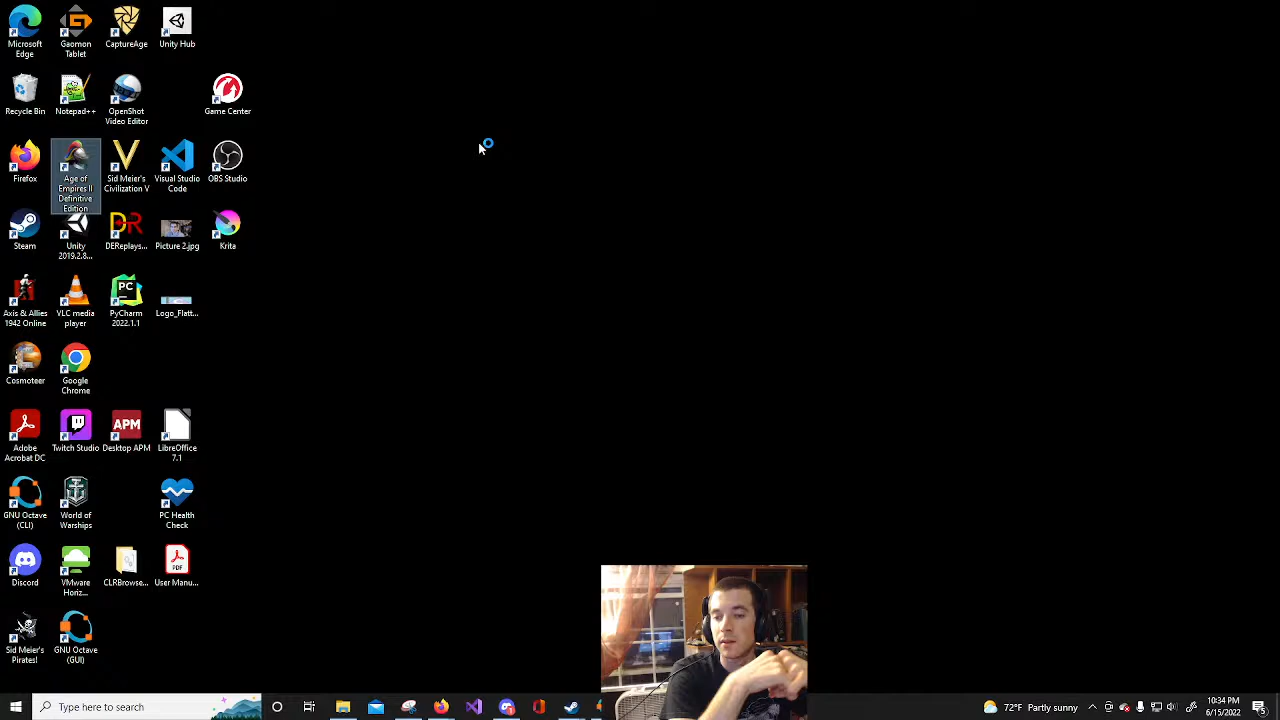 Microsoft
Edge
Gaomon
Tablet
CaptureAge
Unity Hub
Recycle Bin
Notepad++
OpenShot
Video Editor
Game Center
Firefox
Age of
Empires II
Definitive
Edition
Sid Meier's
Civilization V
Visual Studio
Code
OBS Studio
Steam
Unity
2019.2.8...
DEReplays...
Picture 2.jpg
Krita
Axis & Allies
1942 Online
VLC media
player
PC
PyCharm
2022.1.1
Logo_Flatt...
Cosmoteer
Google
Chrome
Adobe
Acrobat DC
Twitch Studio
APM
Desktop APM
LibreOffice
7.1
GNU Octave
(CLI)
World of
Warships
PC Health
Check
Discord
VMware
Horiz...
CLRBrowse...
PDF
User Manu...
Sid Meier's
Pirates!
GNU Octave
(GUI)
Type here to search
72°F Partly sunny
10:34 PM
6/15/2022